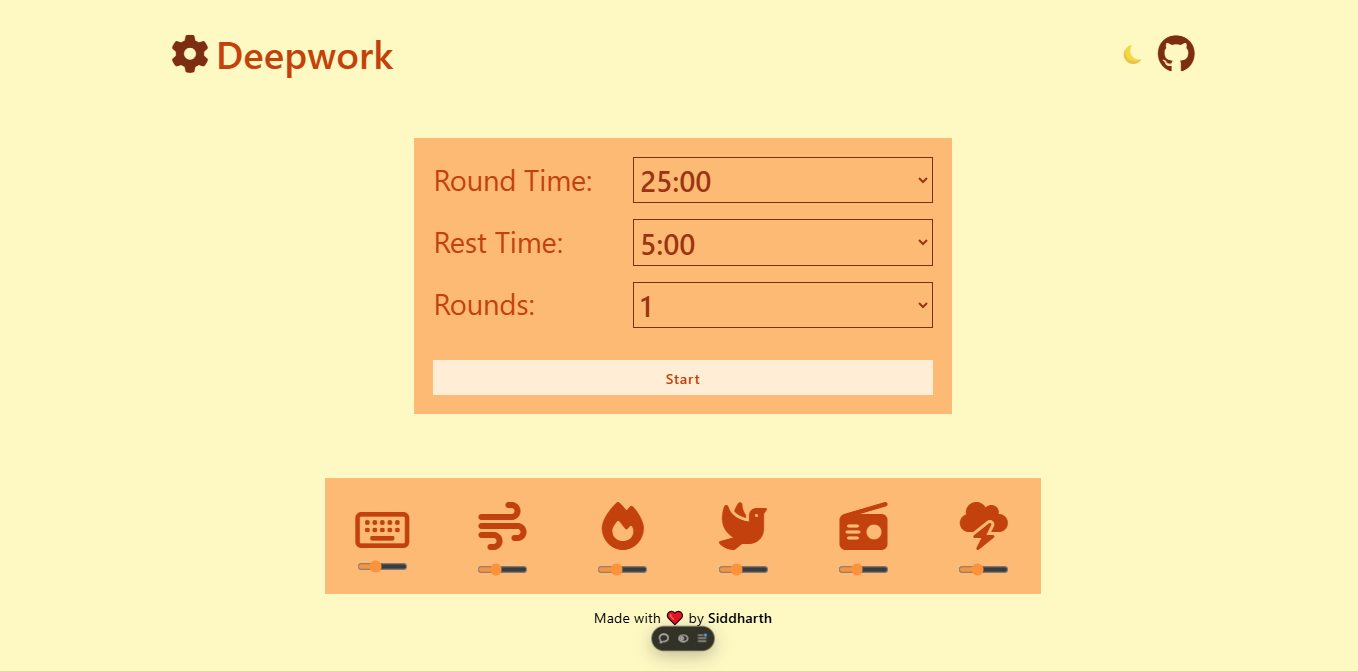 Deepwork
Round Time: 25:00
Rest Time: 5:00
Rounds: 1
Start
Made with ❤️ by Siddharth